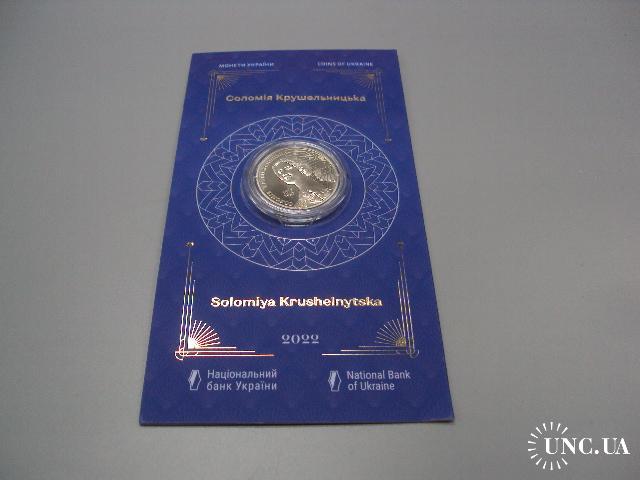 МОНЕТИ УКРАЇНИ
COINS OF UKRAINE
Соломія Крушельницька
Solomiya Krushelnytska
2022
Національний
банк України
National Bank
of Ukraine
UNC.UA